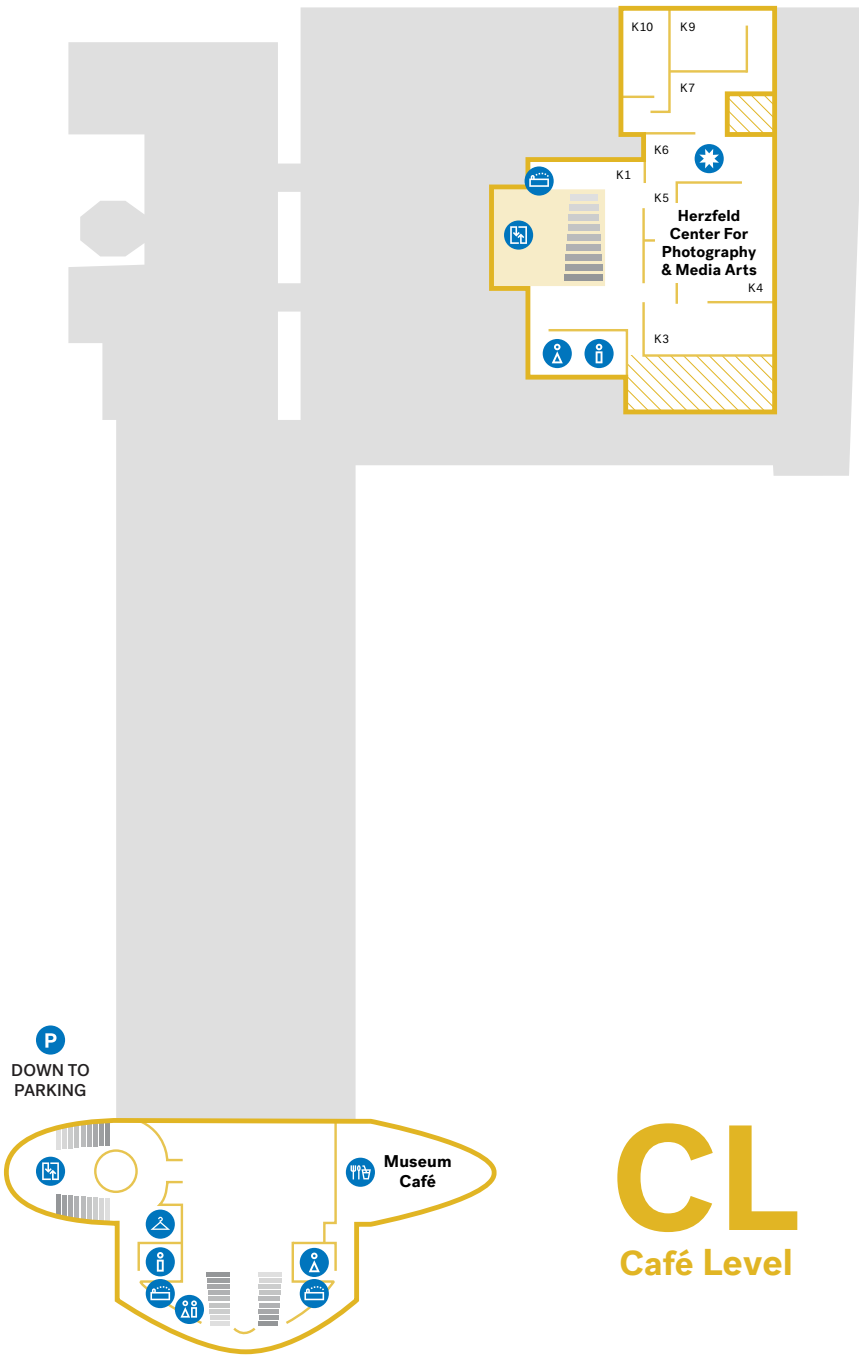 K10
K9
K7
K6
K1
K5
Herzfeld
Center For
Photography
& Media Arts
K4
K3
P
DOWN TO
PARKING
Museum
Café
CL
Café Level